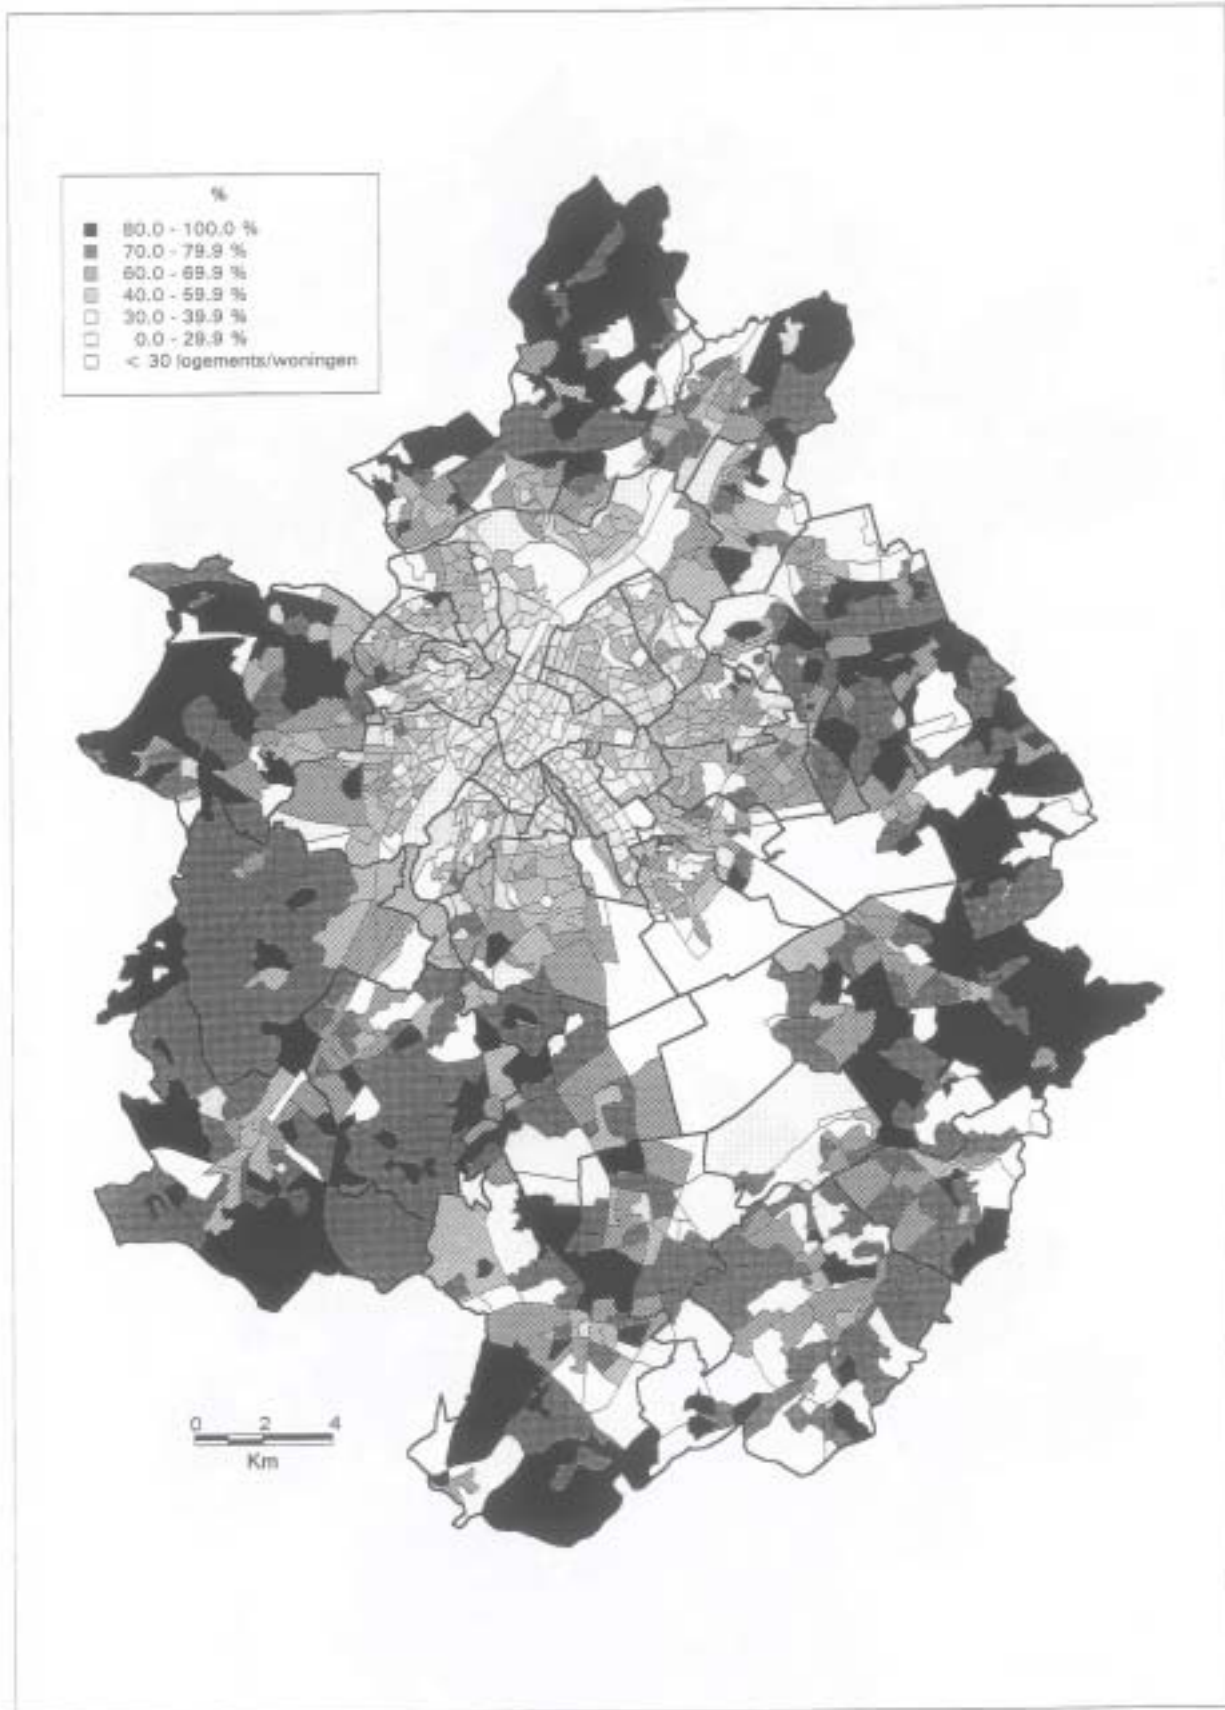 %
80.0 - 100.0 %
70.0 - 79.9 %
60.0 - 69.9 %
40.0 - 59.9 %
30.0 - 39.9 %
0.0 - 29.9 %
< 30 logements/woningen
0 2 4
Km